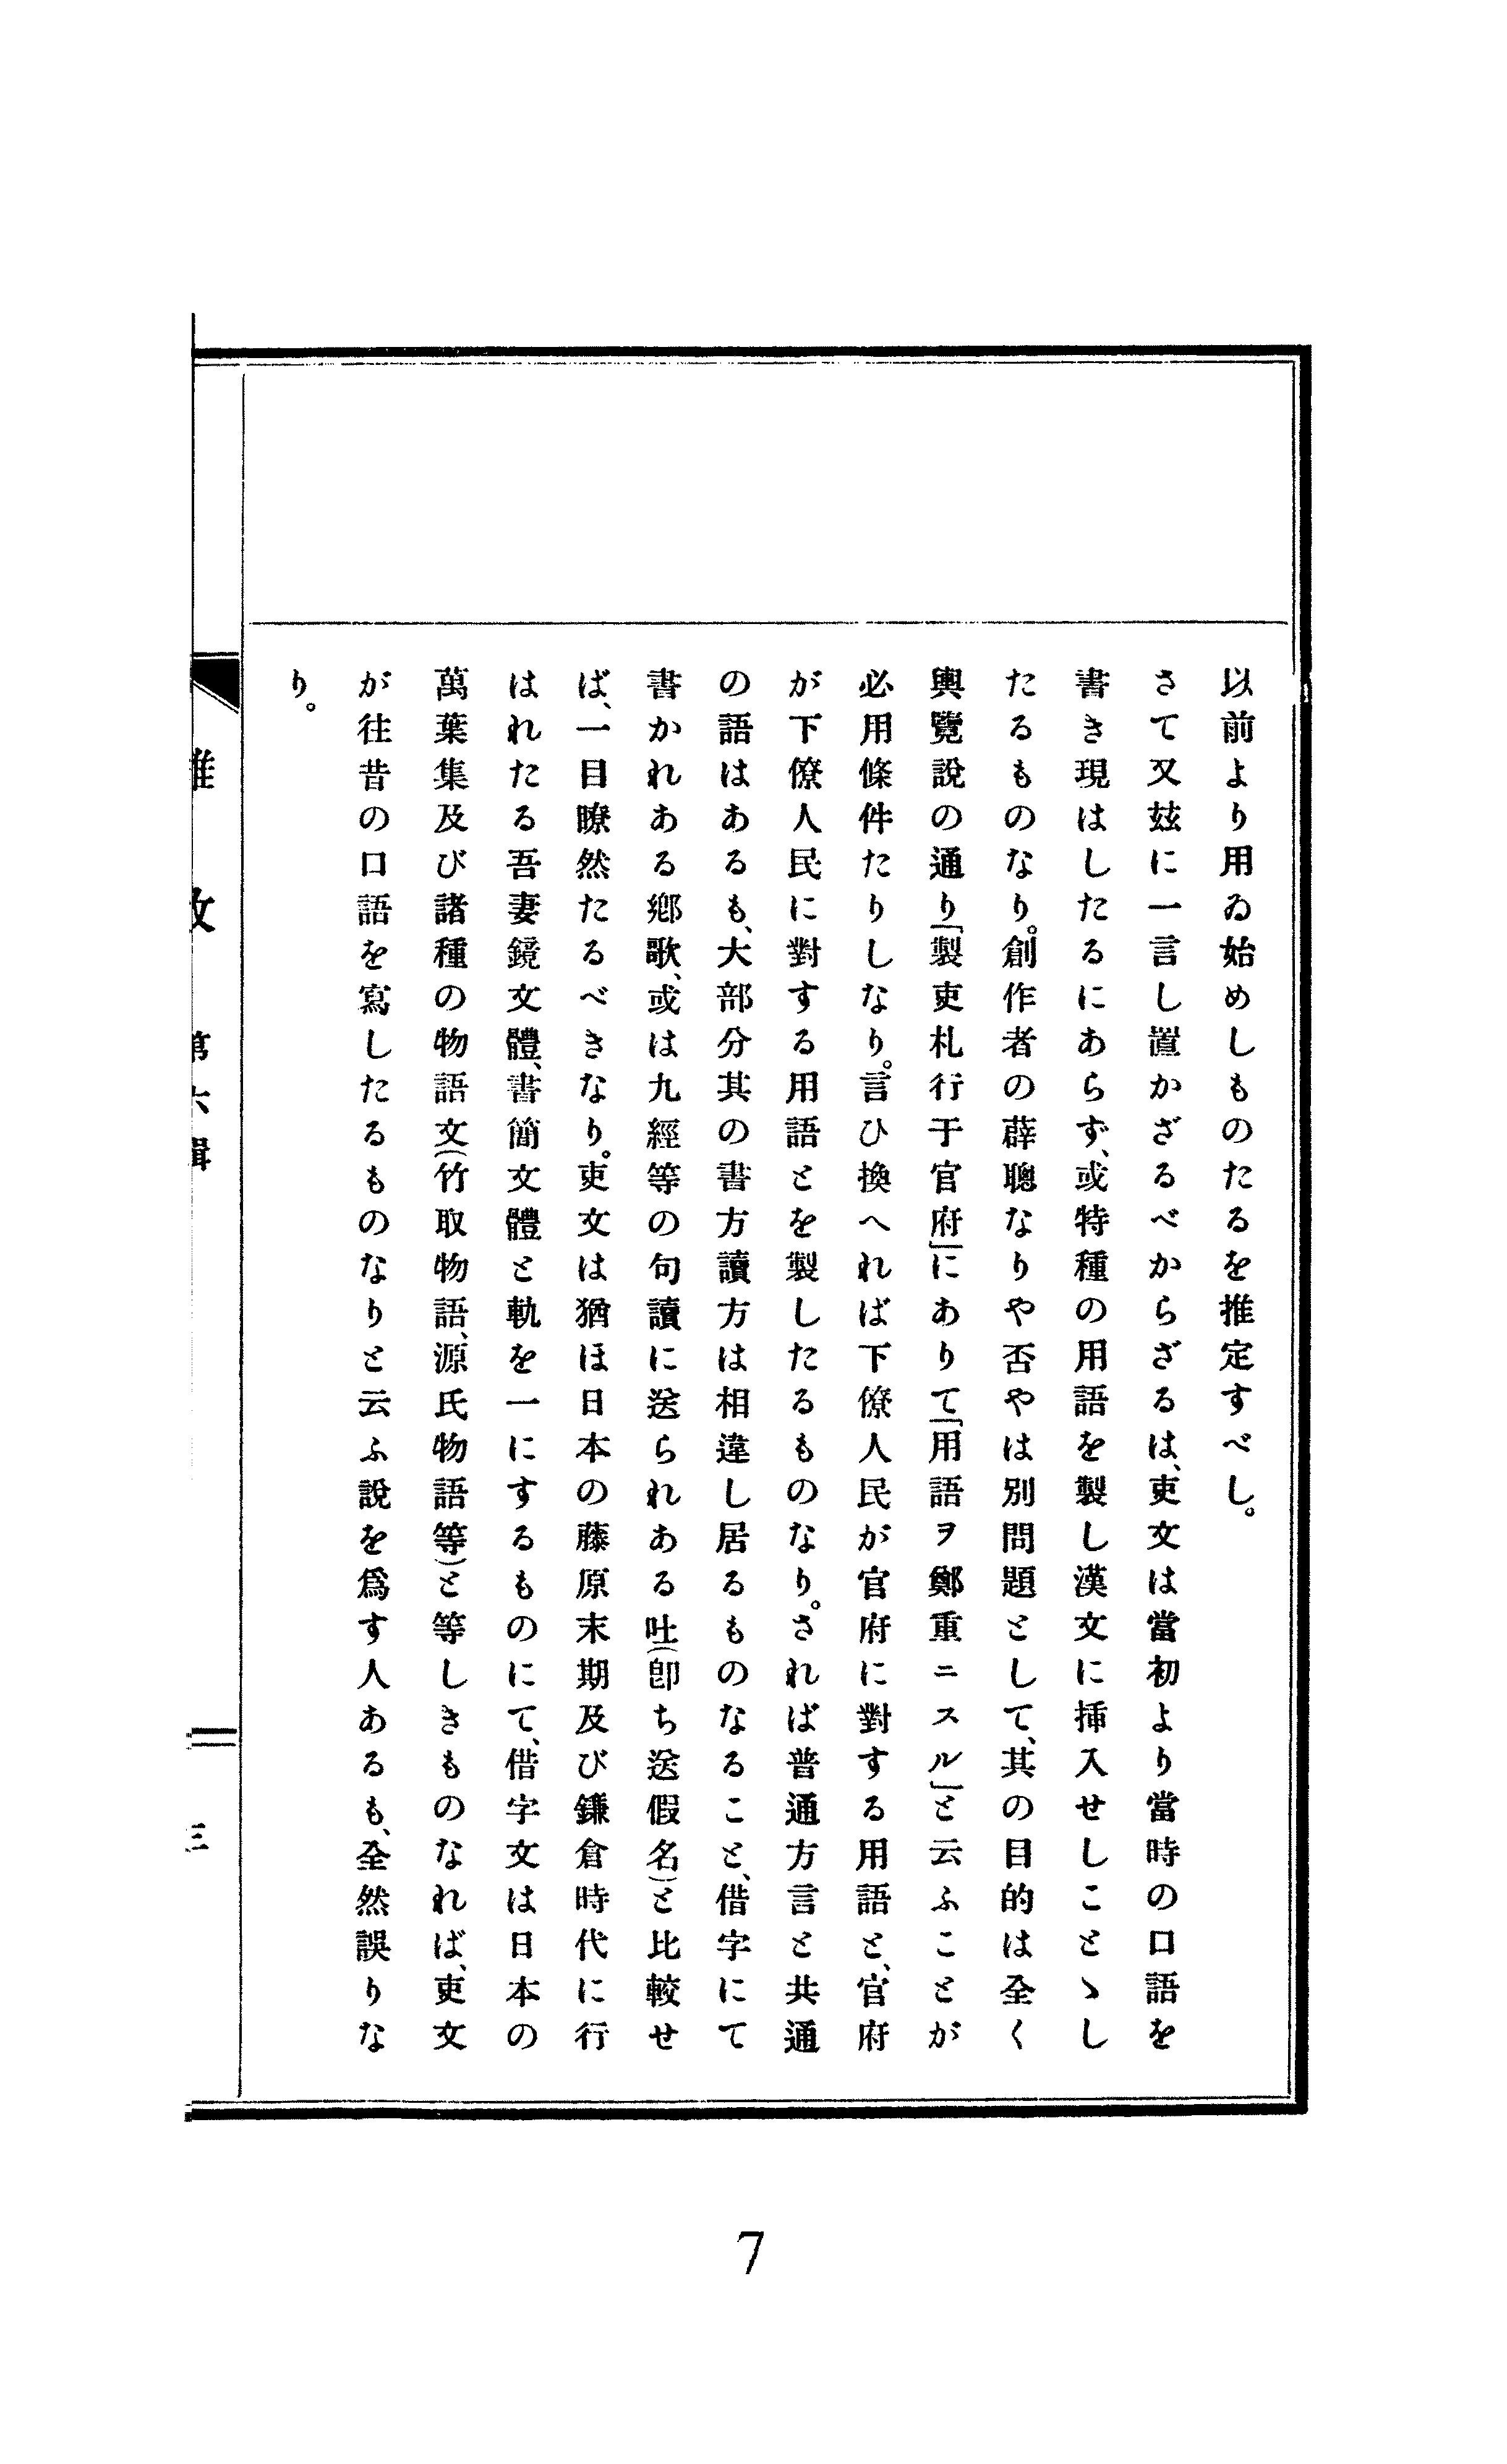 以前より用ゐ始めしものたるを推定すべし。
さて又玆に一言し置かざるべからざるは、吏文は當初より當時の口語を
書き現はしたるにあらず、或特種の用語を製し漢文に挿入せしことゝし
たるものなり。創作者の薜聰なりや否やは別問題として、其の目的は全く
輿覽說の通り「製吏札行于官府」にありて「用語ヲ鄭重ニスル」と云ふことが
必用條件たりしなり。言ひ換へれば下僚人民が官府に對する用語と、官府
が下僚人民に對する用語とを製したるものなり。されば普通方言と共通
の語はあるも、大部分其の書方讀方は相違し居るものなること、借字にて
書かれある鄕歌、或は九經等の句讀に送られある吐(卽ち送假名)と比較せ
ば、一目瞭然たるべきなり。吏文は猶ほ日本の藤原末期及び鎌倉時代に行
はれたる吾妻鏡文體、書簡文體と軌を一にするものにて、借字文は日本の
萬葉集及び諸種の物語文(竹取物語、源氏物語等)と等しきものなれば、吏文
が往昔の口語を寫したるものなりと云ふ說を爲す人あるも、全然誤りな
り。
第六輯
三
7